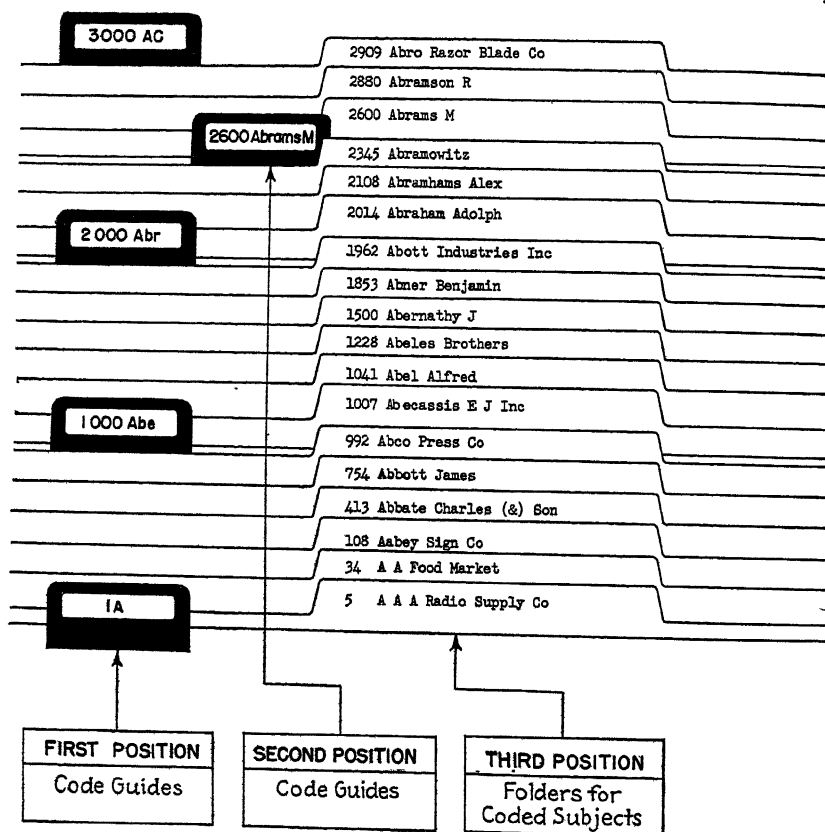 3000 AC
2909 Abro Razor Blade Co
2880 Abramson R
2600 Abrams M
2600 Abrams M
2345 Abramowitz
2108 Abramhams Alex
2014 Abraham Adolph
2000 Abr
1962 Abott Industries Inc
1853 Abner Benjamin
1500 Abernathy J
1228 Abeles Brothers
1041 Abel Alfred
1007 Abecassis E J Inc
1000 Abe
992 Abco Press Co
754 Abbott James
413 Abbate Charles (&) Son
108 Aabey Sign Co
34 A A Food Market
1A
5 A A A Radio Supply Co
FIRST POSITION
Code Guides
SECOND POSITION
Code Guides
THIRD POSITION
Folders for
Coded Subjects